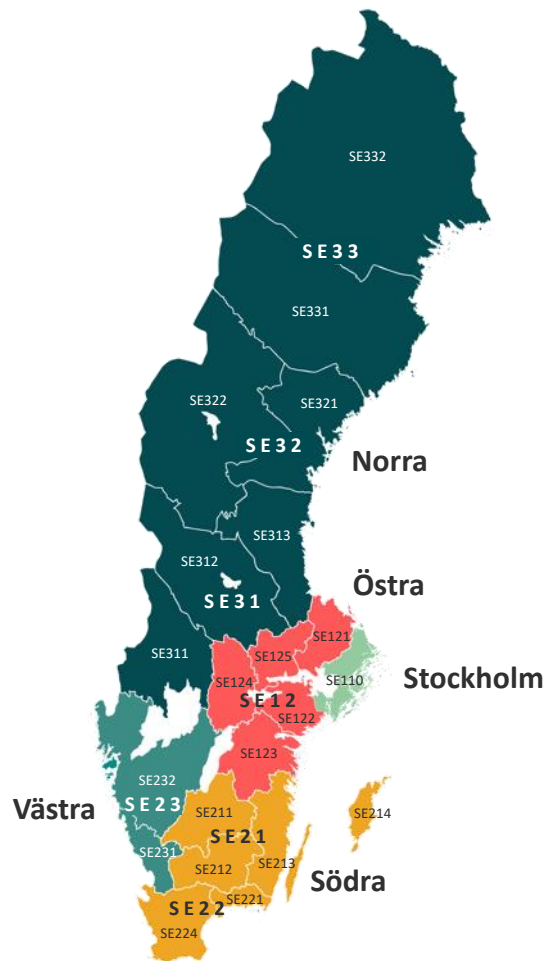 SE332
SE33
SE331
SE322
SE321
SE32
Norra
SE313
SE312
Östra
SE31
SE121
SE311
SE125
SE110
Stockholm
SE124
SE12
SE122
SE123
SE232
Västra
SE23
SE211
SE214
SE21
SE231
SE212
SE213
Södra
SE221
SE22
SE224